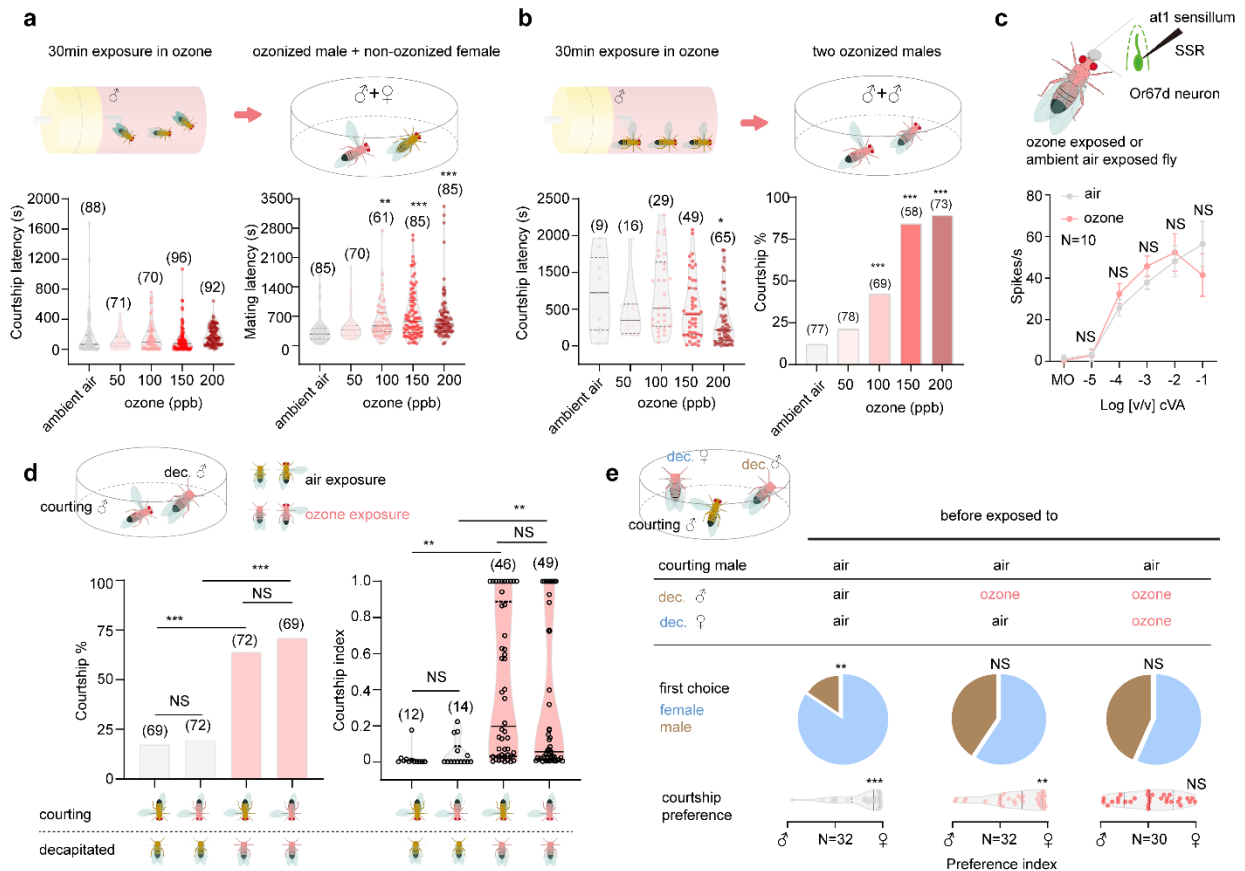 a
30min exposure in ozone
ozonized male + non-ozonized female
♂
♂+♀
Courtship latency (s)
2000
1600
1200
800
400
0
(88)
(71)
(70)
(96)
(92)
ambient air
50
100
150
200
ozone (ppb)
Mating latency (s)
4500
3500
2100
1400
700
0
(85)
(70)
**
(61)
***
(85)
***
(85)
ambient air
50
100
150
200
ozone (ppb)
b
30min exposure in ozone
two ozonized males
♂
♂+♂
Courtship latency (s)
2500
2000
1500
1000
500
0
(9)
(16)
(29)
(49)
*
(65)
ambient air
50
100
150
200
ozone (ppb)
Courtship %
100
75
50
25
0
(77)
(78)
***
(69)
***
(58)
***
(73)
ambient air
50
100
150
200
ozone (ppb)
c
at1 sensillum
SSR
Or67d neuron
ozone exposed or
ambient air exposed fly
air
ozone
N=10
Spikes/s
80
60
40
20
0
NS
NS
NS
NS
NS
MO
-5
-4
-3
-2
-1
Log [v/v] cVA
d
dec. ♂
courting ♂
air exposure
ozone exposure
Courtship %
100
75
50
25
0
***
NS
***
NS
(69)
(72)
(72)
(69)
Courtship index
1.0
0.8
0.6
0.4
0.2
0
**
NS
**
NS
(12)
(14)
(46)
(49)
courting
decapitated
e
dec. ♀
dec. ♂
courting ♂
before exposed to
courting male air air air
dec. ♂ air ozone ozone
dec. ♀ air air ozone
first choice
female
male
**
NS
NS
courtship
preference
***
**
NS
♂ N=32 ♀
♂ N=32 ♀
♂ N=30 ♀
Preference index